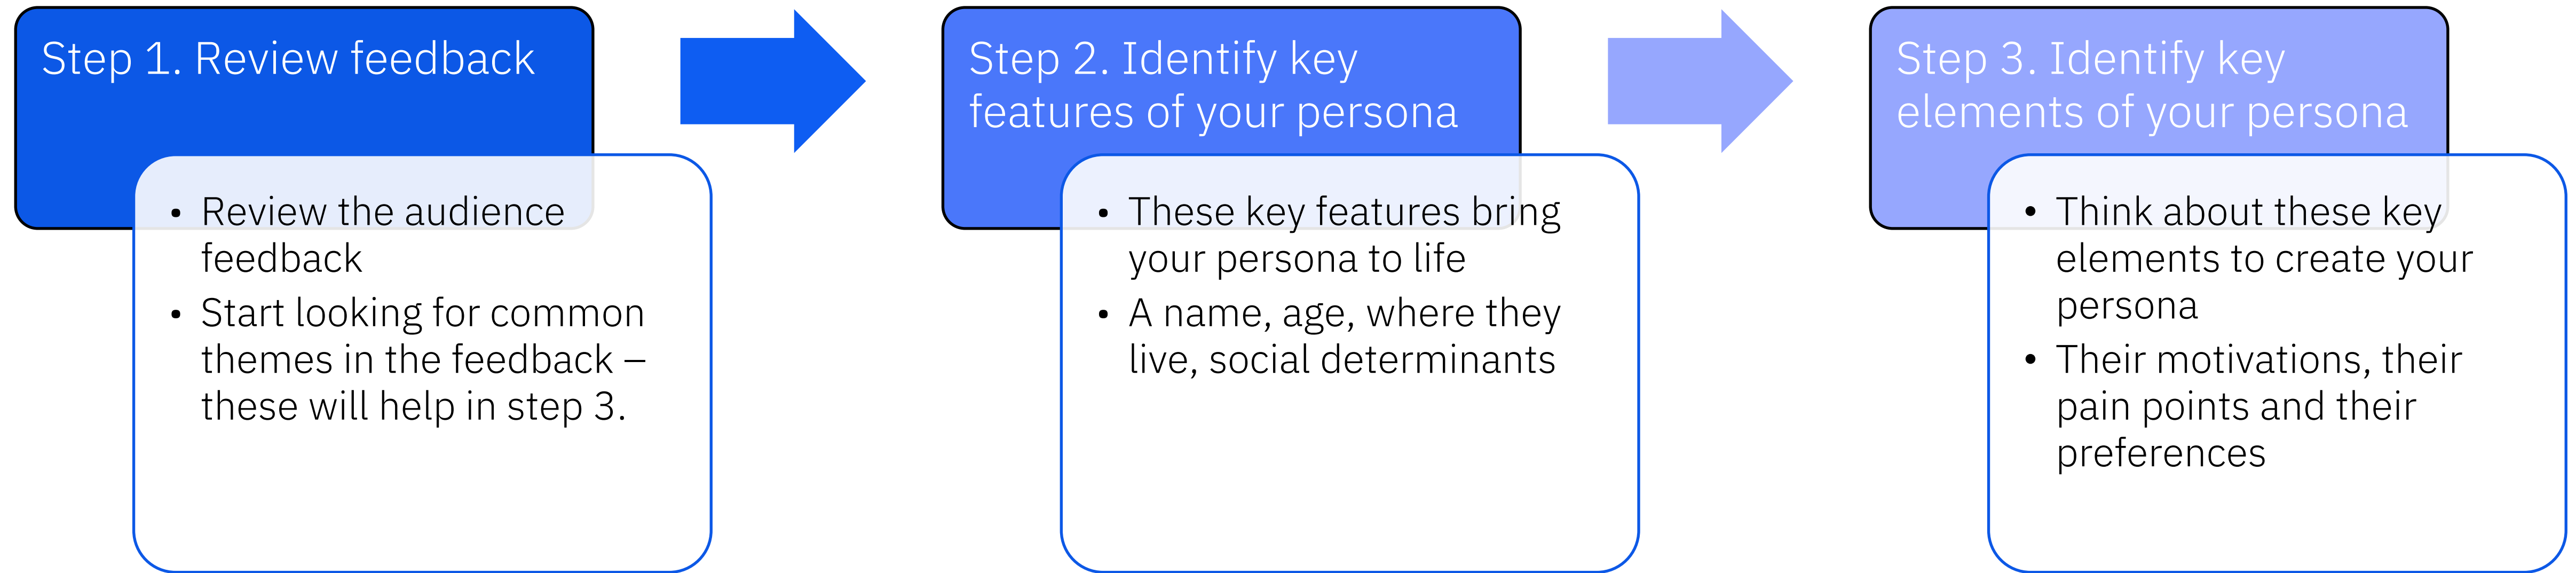 Step 1. Review feedback
• Review the audience
feedback
• Start looking for common
themes in the feedback –
these will help in step 3.
Step 2. Identify key
features of your persona
• These key features bring
your persona to life
• A name, age, where they
live, social determinants
Step 3. Identify key
elements of your persona
• Think about these key
elements to create your
persona
• Their motivations, their
pain points and their
preferences